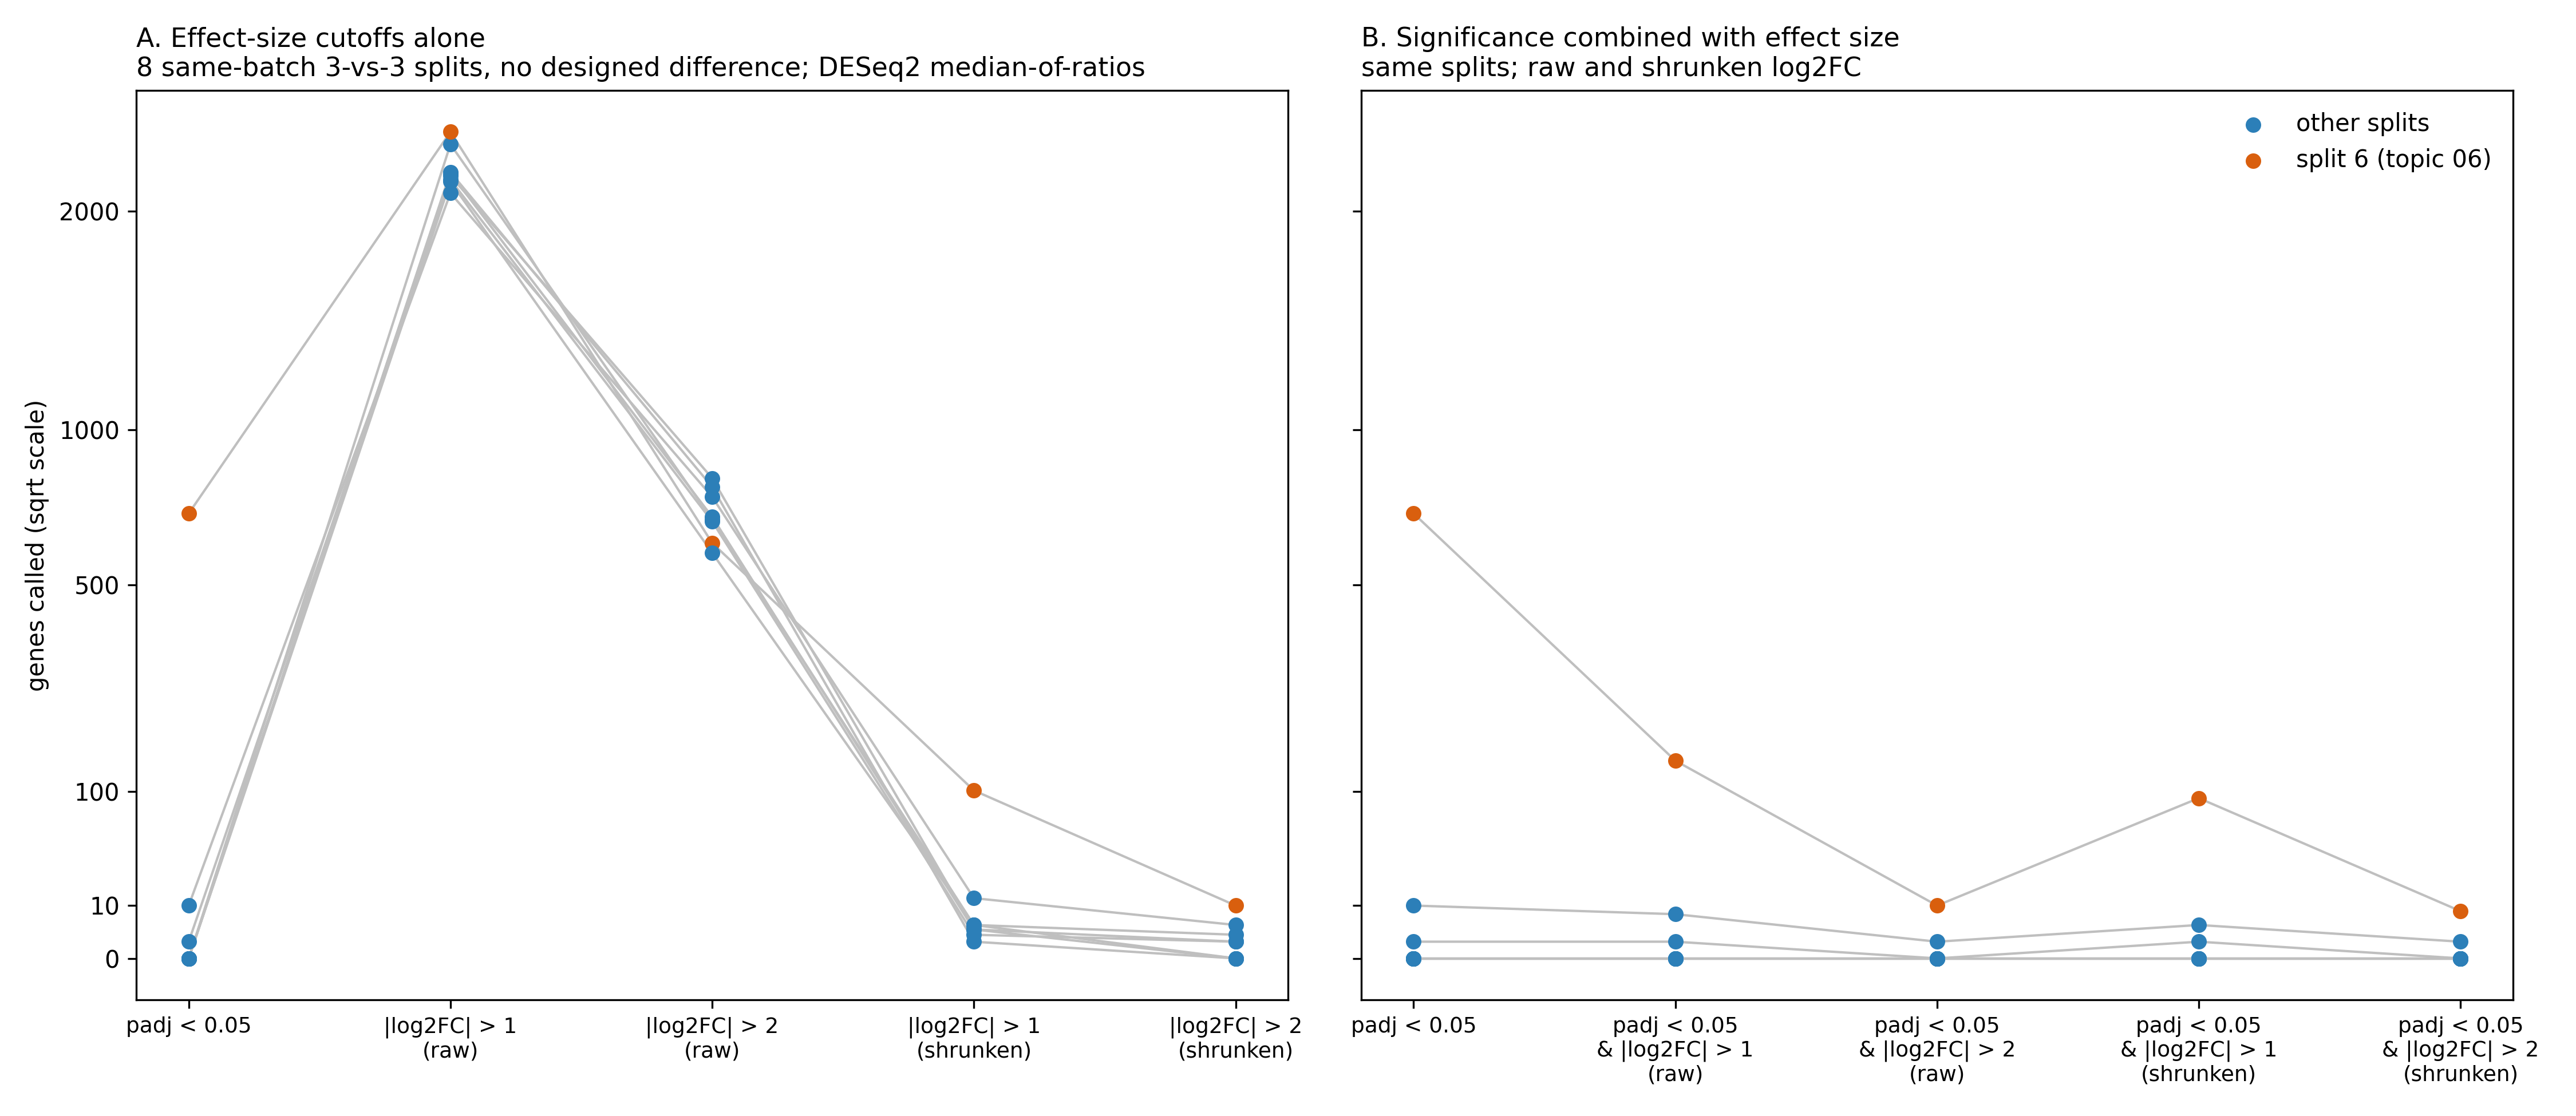 A. Effect-size cutoffs alone
8 same-batch 3-vs-3 splits, no designed difference; DESeq2 median-of-ratios
genes called (sqrt scale)
2000
1000
500
100
10
0
padj < 0.05
|log2FC| > 1
(raw)
|log2FC| > 2
(raw)
|log2FC| > 1
(shrunken)
|log2FC| > 2
(shrunken)
B. Significance combined with effect size
same splits; raw and shrunken log2FC
other splits
split 6 (topic 06)
padj < 0.05
padj < 0.05
& |log2FC| > 1
(raw)
padj < 0.05
& |log2FC| > 2
(raw)
padj < 0.05
& |log2FC| > 1
(shrunken)
padj < 0.05
& |log2FC| > 2
(shrunken)